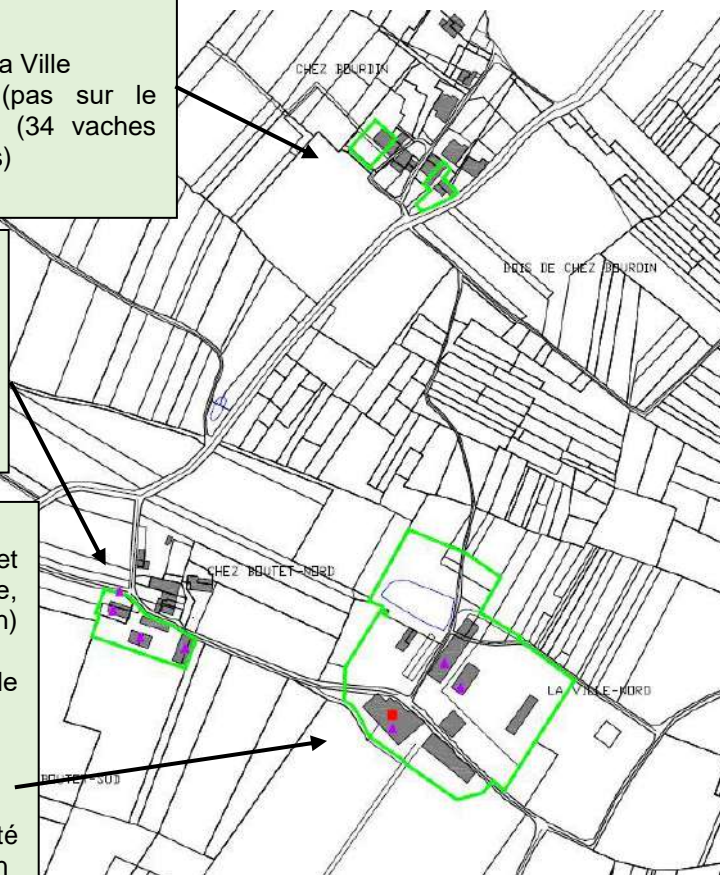 a Ville
(pas sur le
(34 vaches
s)
et
e,
n)
le
té
n
CHEZ BOURDIN
BOIS DE CHEZ BOURDIN
CHEZ BOUTET-NORD
LA VILLE-NORD
BOUTET-SUD